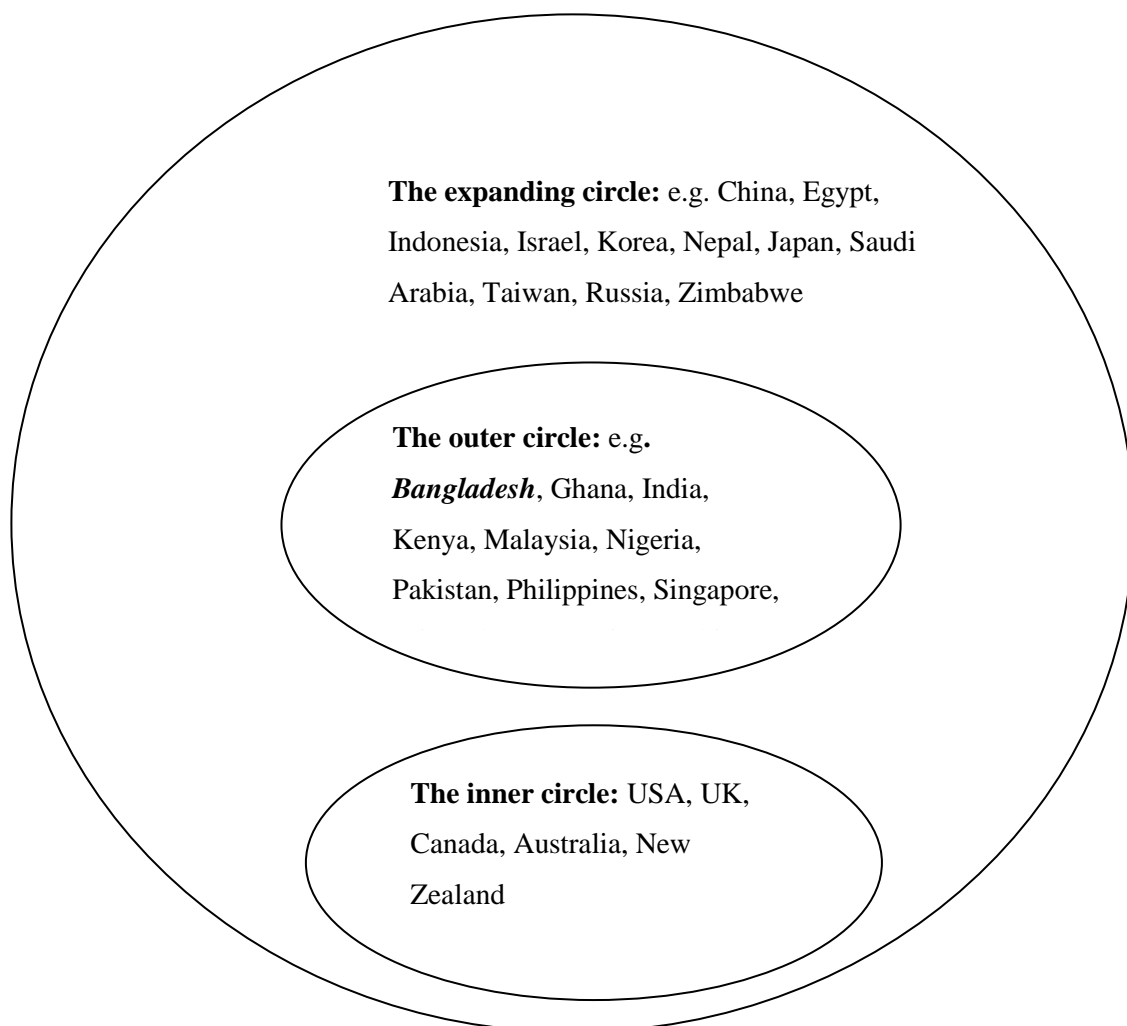 The expanding circle: e.g. China, Egypt,
Indonesia, Israel, Korea, Nepal, Japan, Saudi
Arabia, Taiwan, Russia, Zimbabwe
The outer circle: e.g.
Bangladesh, Ghana, India,
Kenya, Malaysia, Nigeria,
Pakistan, Philippines, Singapore,
The inner circle: USA, UK,
Canada, Australia, New
Zealand